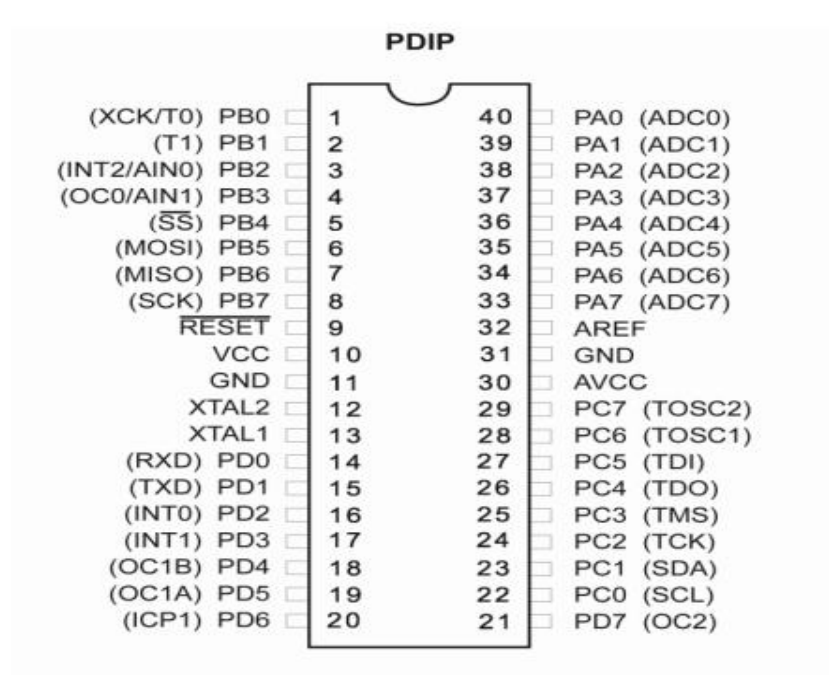 PDIP
(XCK/T0) PB0 1 40 PA0 (ADC0)
(T1) PB1 2 39 PA1 (ADC1)
(INT2/AIN0) PB2 3 38 PA2 (ADC2)
(OC0/AIN1) PB3 4 37 PA3 (ADC3)
(SS) PB4 5 36 PA4 (ADC4)
(MOSI) PB5 6 35 PA5 (ADC5)
(MISO) PB6 7 34 PA6 (ADC6)
(SCK) PB7 8 33 PA7 (ADC7)
RESET 9 32 AREF
VCC 10 31 GND
GND 11 30 AVCC
XTAL2 12 29 PC7 (TOSC2)
XTAL1 13 28 PC6 (TOSC1)
(RXD) PD0 14 27 PC5 (TDI)
(TXD) PD1 15 26 PC4 (TDO)
(INT0) PD2 16 25 PC3 (TMS)
(INT1) PD3 17 24 PC2 (TCK)
(OC1B) PD4 18 23 PC1 (SDA)
(OC1A) PD5 19 22 PC0 (SCL)
(ICP1) PD6 20 21 PD7 (OC2)